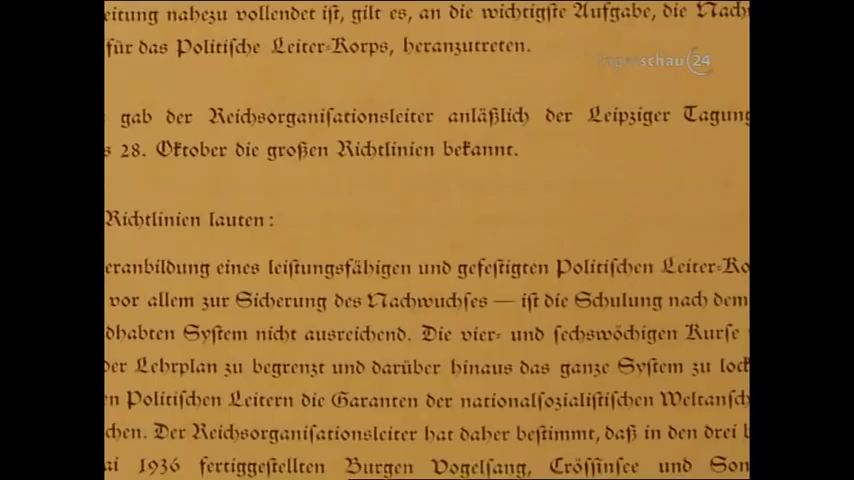 eitung nahezu vollendet ist, gilt es, an die wichtigste Aufgabe, die Nach
für das Politische Leiter-Korps, heranzutreten.
tagesschau 24
gab der Reichsorganisationsleiter anläßlich der Leipziger Tagung
s 28. Oktober die großen Richtlinien bekannt.
Richtlinien lauten:
eranbildung eines leistungsfähigen und gefestigten Politischen Leiter-Ko
vor allem zur Sicherung des Nachwuchses — ist die Schulung nach dem
dhabten System nicht ausreichend. Die vier- und sechswöchigen Kurse
der Lehrplan zu begrenzt und darüber hinaus das ganze System zu lock
n Politischen Leitern die Garanten der nationalsozialistischen Weltansch
chen. Der Reichsorganisationsleiter hat daher bestimmt, daß in den drei b
ai 1936 fertiggestellten Burgen Vogelsang, Crössinsee und Son